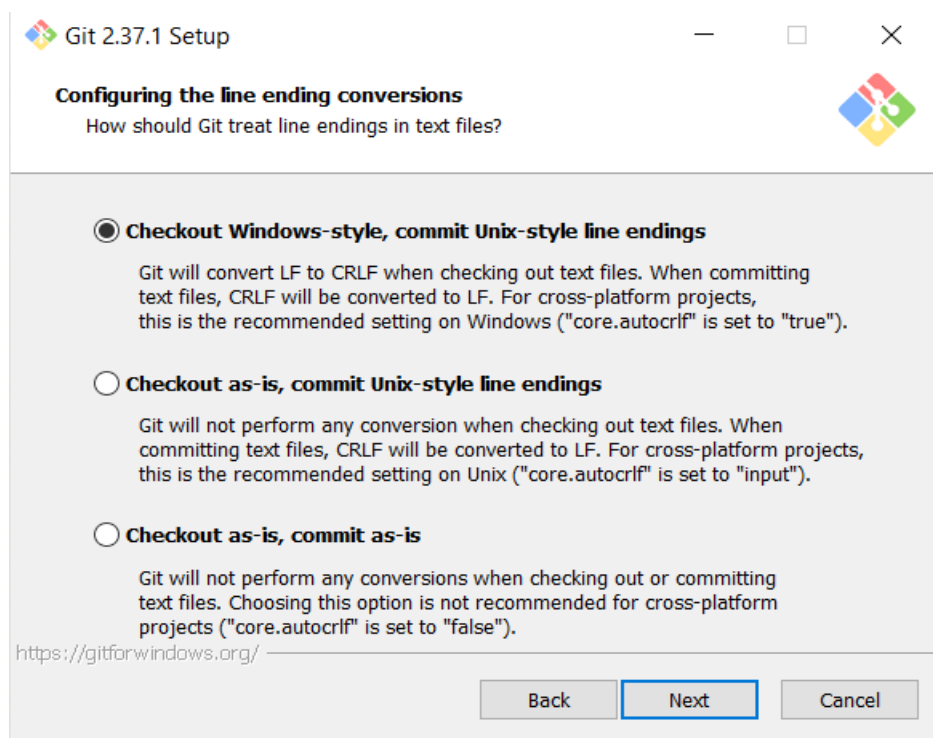 Git 2.37.1 Setup
Configuring the line ending conversions
How should Git treat line endings in text files?
Checkout Windows-style, commit Unix-style line endings
Git will convert LF to CRLF when checking out text files. When committing
text files, CRLF will be converted to LF. For cross-platform projects,
this is the recommended setting on Windows ("core.autocrlf" is set to "true").
Checkout as-is, commit Unix-style line endings
Git will not perform any conversion when checking out text files. When
committing text files, CRLF will be converted to LF. For cross-platform projects,
this is the recommended setting on Unix ("core.autocrlf" is set to "input").
Checkout as-is, commit as-is
Git will not perform any conversions when checking out or committing
text files. Choosing this option is not recommended for cross-platform
projects ("core.autocrlf" is set to "false").
https://gitforwindows.org/
Back Next Cancel